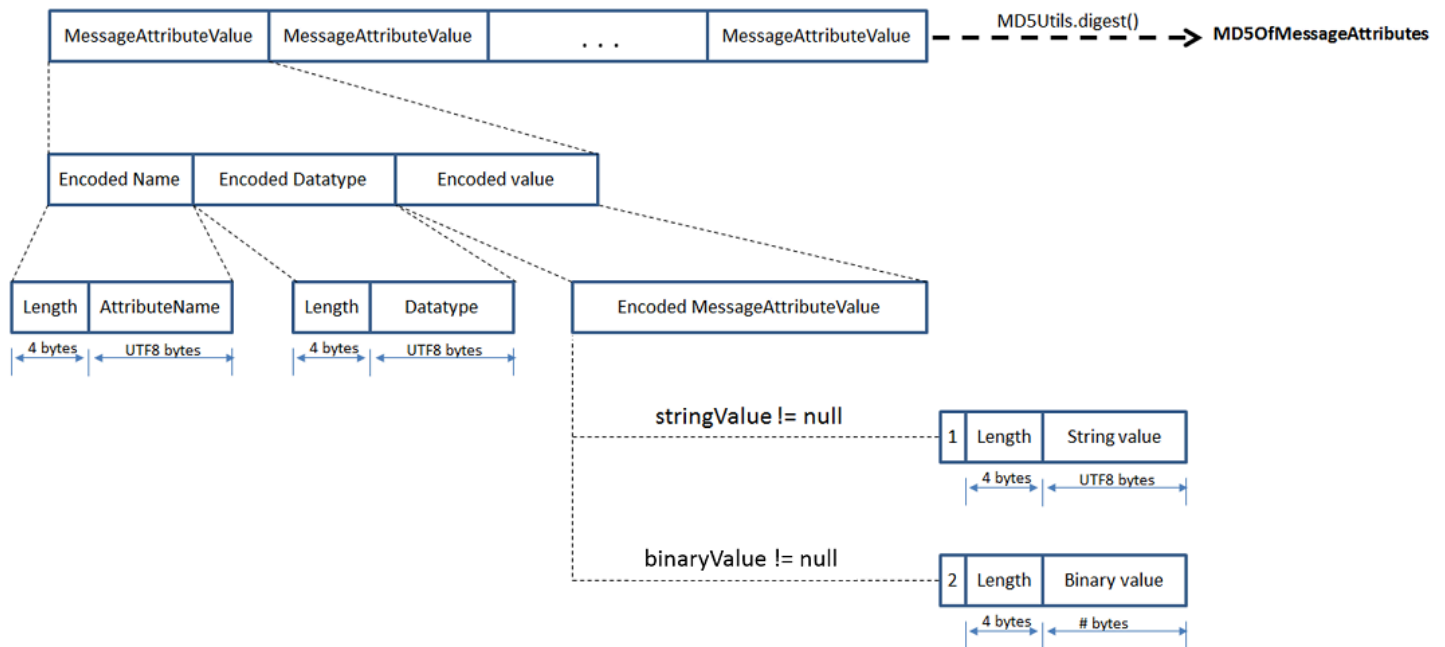 MessageAttributeValue MessageAttributeValue . . . MessageAttributeValue MD5Utils.digest() MD5OfMessageAttributes
Encoded Name Encoded Datatype Encoded value
Length AttributeName Length Datatype Encoded MessageAttributeValue
4 bytes UTF8 bytes 4 bytes UTF8 bytes
stringValue != null 1 Length String value
4 bytes UTF8 bytes
binaryValue != null 2 Length Binary value
4 bytes # bytes